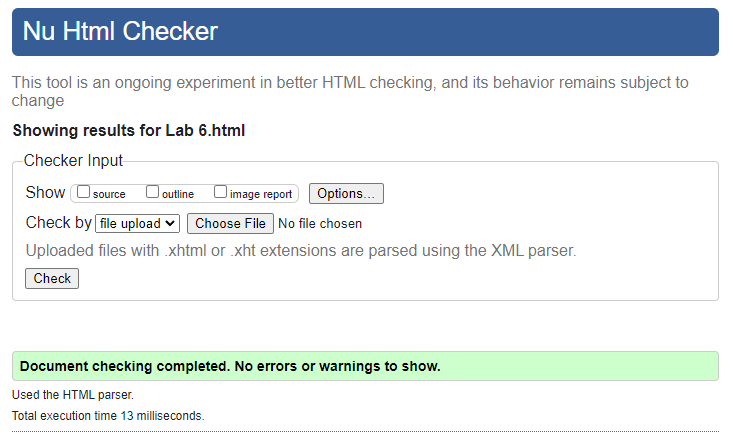 Nu Html Checker
This tool is an ongoing experiment in better HTML checking, and its behavior remains subject to
change
Showing results for Lab 6.html
Checker Input
Show source outline image report Options...
Check by file upload Choose File No file chosen
Uploaded files with .xhtml or .xht extensions are parsed using the XML parser.
Check
Document checking completed. No errors or warnings to show.
Used the HTML parser.
Total execution time 13 milliseconds.